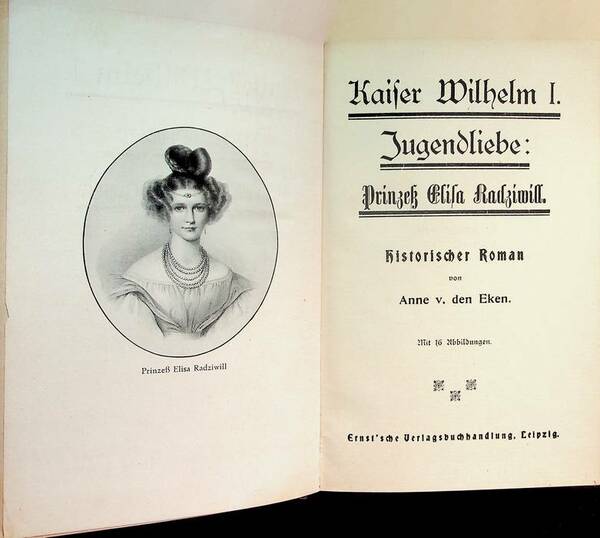 Prinzeß Elisa Radziwill
Kaiser Wilhelm I.
Jugendliebe:
Prinzeß Elisa Radziwill.
Historischer Roman
von
Anne v. den Eken.
Mit 16 Abbildungen.
Ernst'sche Verlagsbuchhandlung, Leipzig.